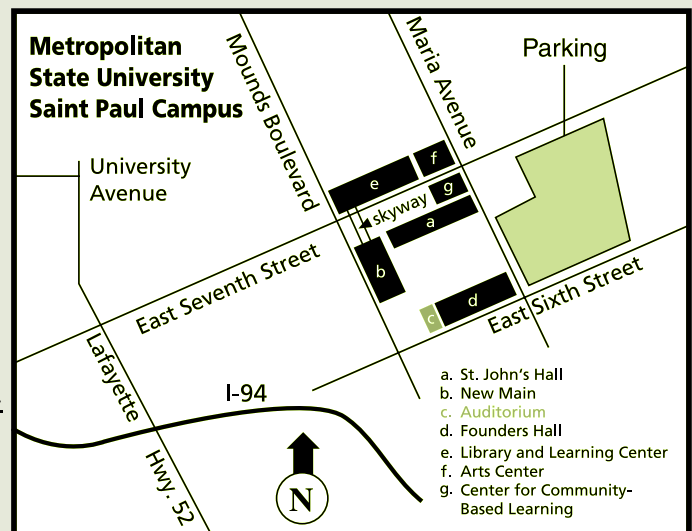 Metropolitan
State University
Saint Paul Campus
Mounds Boulevard
Maria Avenue
Parking
University
Avenue
e
f
g
skyway
a
b
East Seventh Street
c
d
East Sixth Street
Lafayette
Hwy. 52
I-94
N
a. St. John's Hall
b. New Main
c. Auditorium
d. Founders Hall
e. Library and Learning Center
f. Arts Center
g. Center for Community-
Based Learning